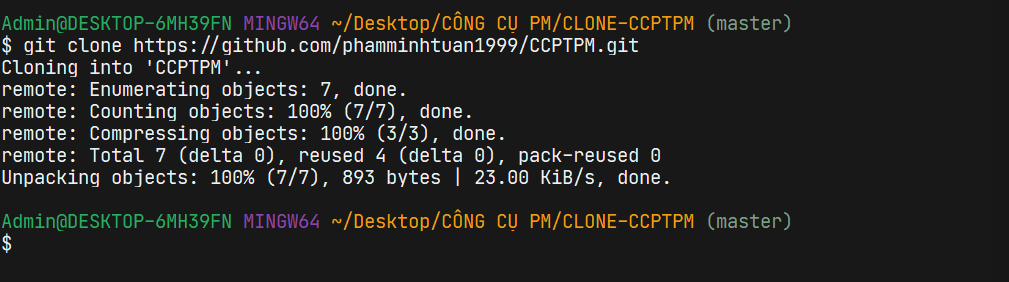 Admin@DESKTOP-6MH39FN MINGW64 ~/Desktop/CÔNG CỤ PM/CLONE-CCPTPM (master)
$ git clone https://github.com/phamminhtuan1999/CCPTPM.git
Cloning into 'CCPTPM'...
remote: Enumerating objects: 7, done.
remote: Counting objects: 100% (7/7), done.
remote: Compressing objects: 100% (3/3), done.
remote: Total 7 (delta 0), reused 4 (delta 0), pack-reused 0
Unpacking objects: 100% (7/7), 893 bytes | 23.00 KiB/s, done.
Admin@DESKTOP-6MH39FN MINGW64 ~/Desktop/CÔNG CỤ PM/CLONE-CCPTPM (master)
$